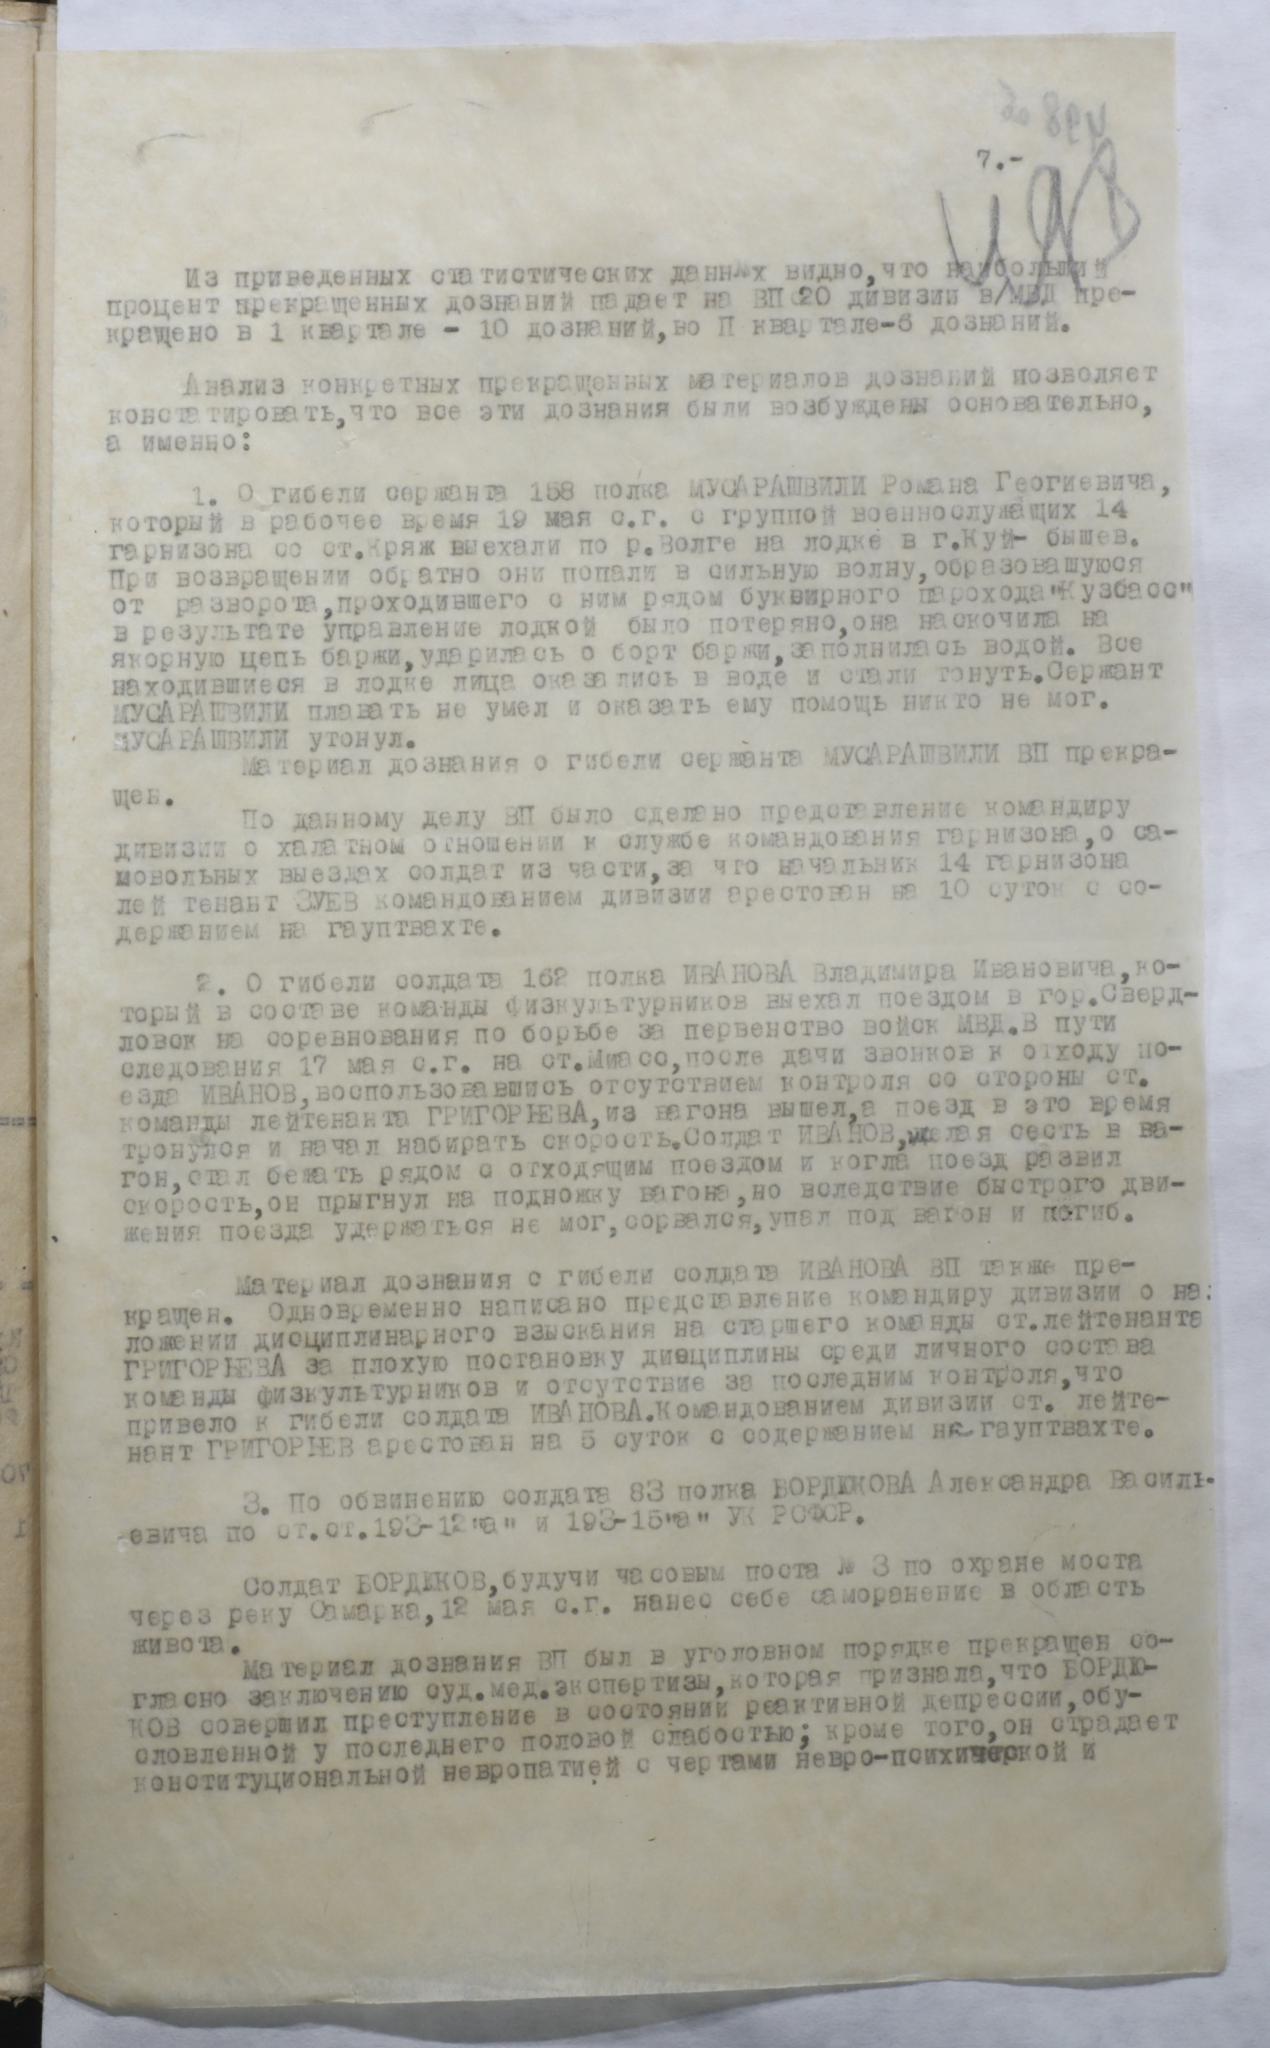 7.-
Из приведенных статистических данных видно,что наибольший
процент прекращенных дознаний падает на ВП 20 дивизии в/МВД пре-
кращено в 1 квартале - 10 дознаний,во П квартале-6 дознаний.
Анализ конкретных прекращенных материалов дознаний позволяет
констатировать,что все эти дознания были возбуждены основательно,
а именно:
1. О гибели сержанта 158 полка МУСАРАШВИЛИ Романа Геогиевича,
который в рабочее время 19 мая с.г. с группой военнослужащих 14
гарнизона со ст.Кряж выехали по р.Волге на лодке в г.Куй- бышев.
При возвращении обратно они попали в сильную волну,образовашуюся
от разворота,проходившего с ним рядом буквирного парохода"Кузбасс"
в результате управление лодкой было потеряно,она наскочила на
якорную цепь баржи,ударилась о борт баржи,заполнилась водой. Все
находившиеся в лодке лица оказались в воде и стали тонуть.Сержант
МУСАРАШВИЛИ плавать не умел и оказать ему помощь никто не мог.
МУСАРАШВИЛИ утонул.
Материал дознания о гибели сержанта МУСАРАШВИЛИ ВП прекра-
щен.
По данному делу ВП было сделано представление командиру
дивизии о халатном отношении к службе командования гарнизона,о са-
мовольных выездах солдат из части,за что начальник 14 гарнизона
лей тенант ЗУЕВ командованием дивизии арестован на 10 суток с со-
держанием на гауптвахте.
2. О гибели солдата 162 полка ИВАНОВА Владимира Ивановича,ко-
торый в составе команды физкультурников выехал поездом в гор.Сверд-
ловск на соревнования по борьбе за первенство войск МВД.В пути
следования 17 мая с.г. на ст.Миасс,после дачи звонков к отходу по-
езда ИВАНОВ,воспользовавшись отсутствием контроля со стороны ст.
команды лейтенанта ГРИГОРЬЕВА,из вагона вышел,а поезд в это время
тронулся и начал набирать скорость.Солдат ИВАНОВ,желая сесть в ва-
гон,стал бежать рядом с отходящим поездом и когла поезд развил
скорость,он прыгнул на подножку вагона,но вследствие быстрого дви-
жения поезда удержаться не мог,сорвался,упал под вагон и погиб.
Материал дознания о гибели солдата ИВАНОВА ВП также пре-
кращен. Одновременно написано представление командиру дивизии о на-
ложении дисциплинарного взыскания на старшего команды ст.лейтенанта
ГРИГОРЬЕВА за плохую постановку дисциплины среди личного состава
команды физкультурников и отсутствие за последним контроля,что
привело к гибели солдата ИВАНОВА.Командованием дивизии ст. лейте-
нант ГРИГОРЬЕВ арестован на 5 суток с содержанием на гауптвахте.
3. По обвинению солдата 83 полка БОРДЮКОВА Александра Василь-
евича по ст.ст.193-12"а" и 193-15"а" УК РСФСР.
Солдат БОРДЮКОВ,будучи часовым поста № 3 по охране моста
через реку Самарка,12 мая с.г. нанес себе саморанение в область
живота.
Материал дознания ВП был в уголовном порядке прекращен со-
гласно заключению суд.мед.экспертизы,которая признала,что БОРДЮ-
КОВ совершил преступление в состоянии реактивной депрессии,обу-
словленной у последнего половой слабостью; кроме того,он страдает
конституциональной невропатией с чертами невро-психической и